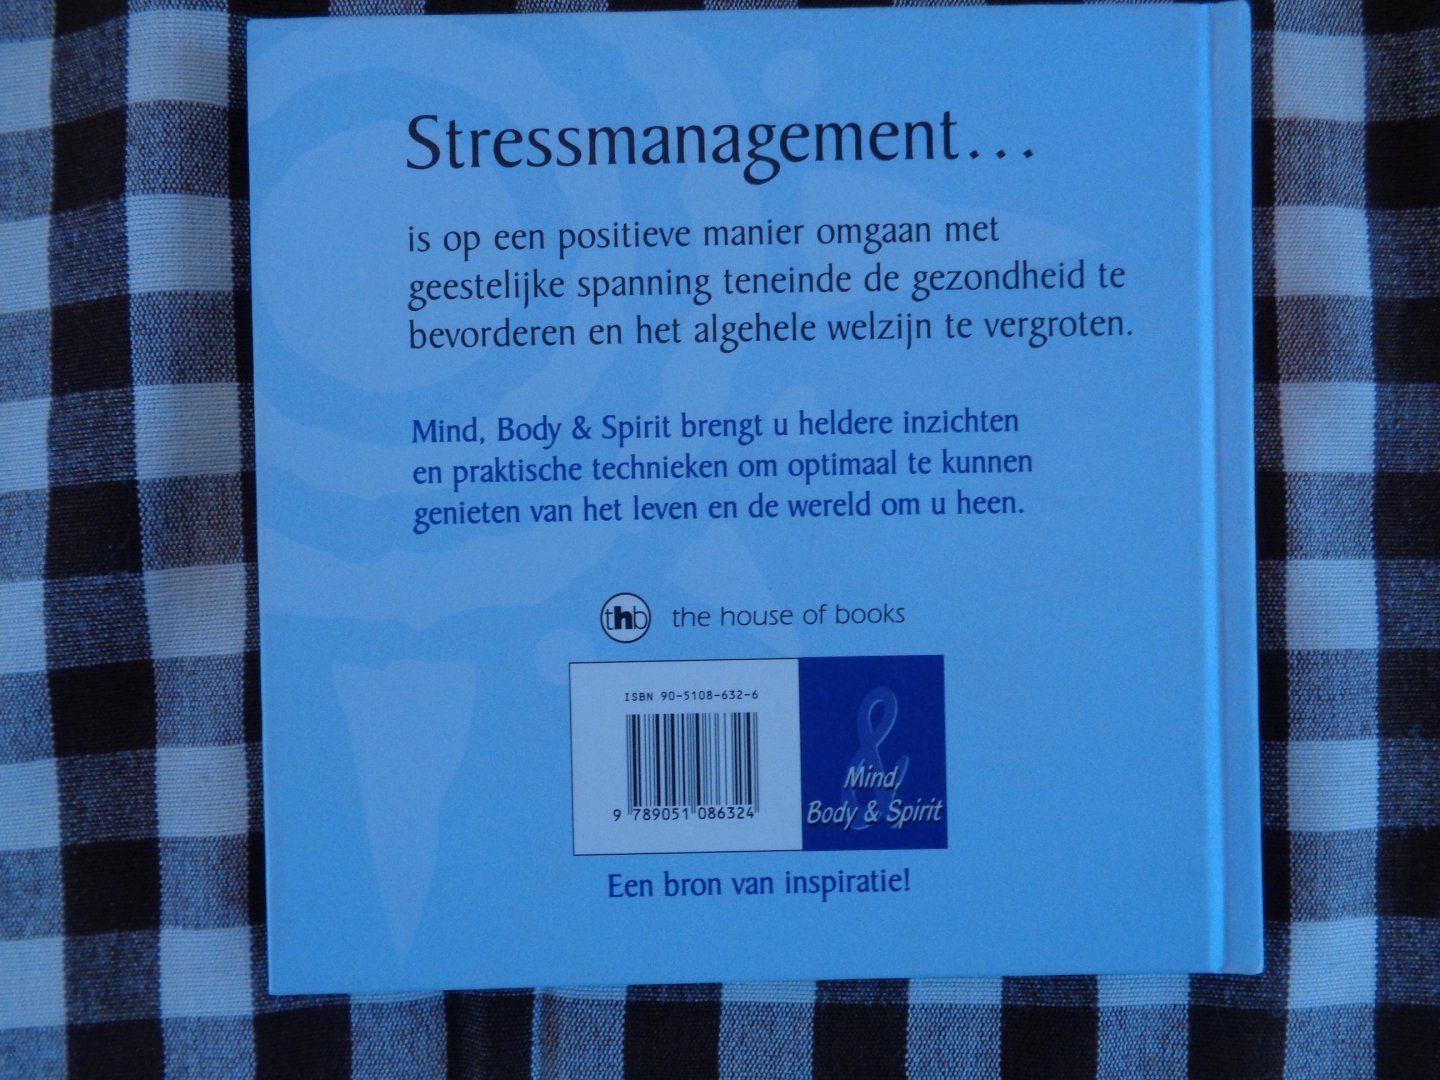 Stressmanagement...
is op een positieve manier omgaan met
geestelijke spanning teneinde de gezondheid te
bevorderen en het algehele welzijn te vergroten.
Mind, Body & Spirit brengt u heldere inzichten
en praktische technieken om optimaal te kunnen
genieten van het leven en de wereld om u heen.
thb the house of books
ISBN 90-5108-632-6
9 789051 086324
Mind,
Body & Spirit
Een bron van inspiratie!